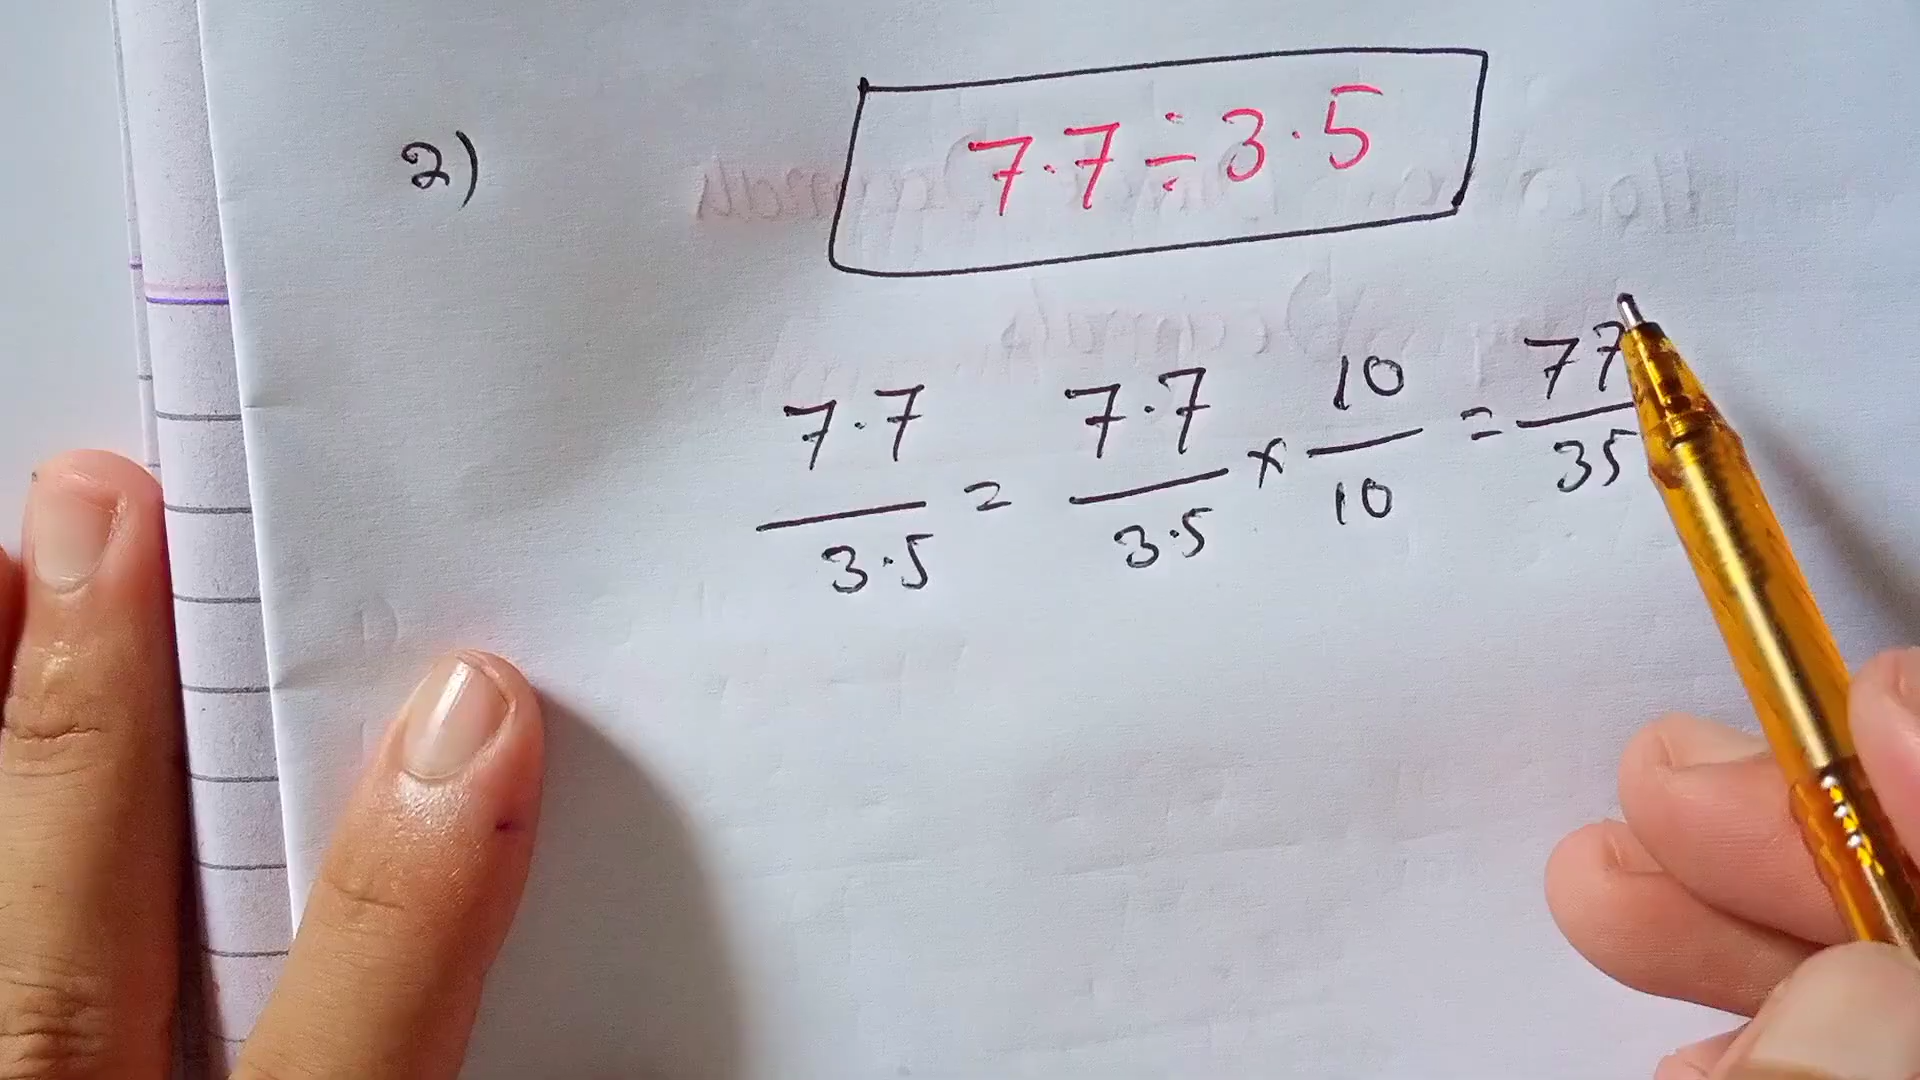 2) 7.7 ÷ 3.5
7.7/3.5 = 7.7/3.5 × 10/10 = 77/35